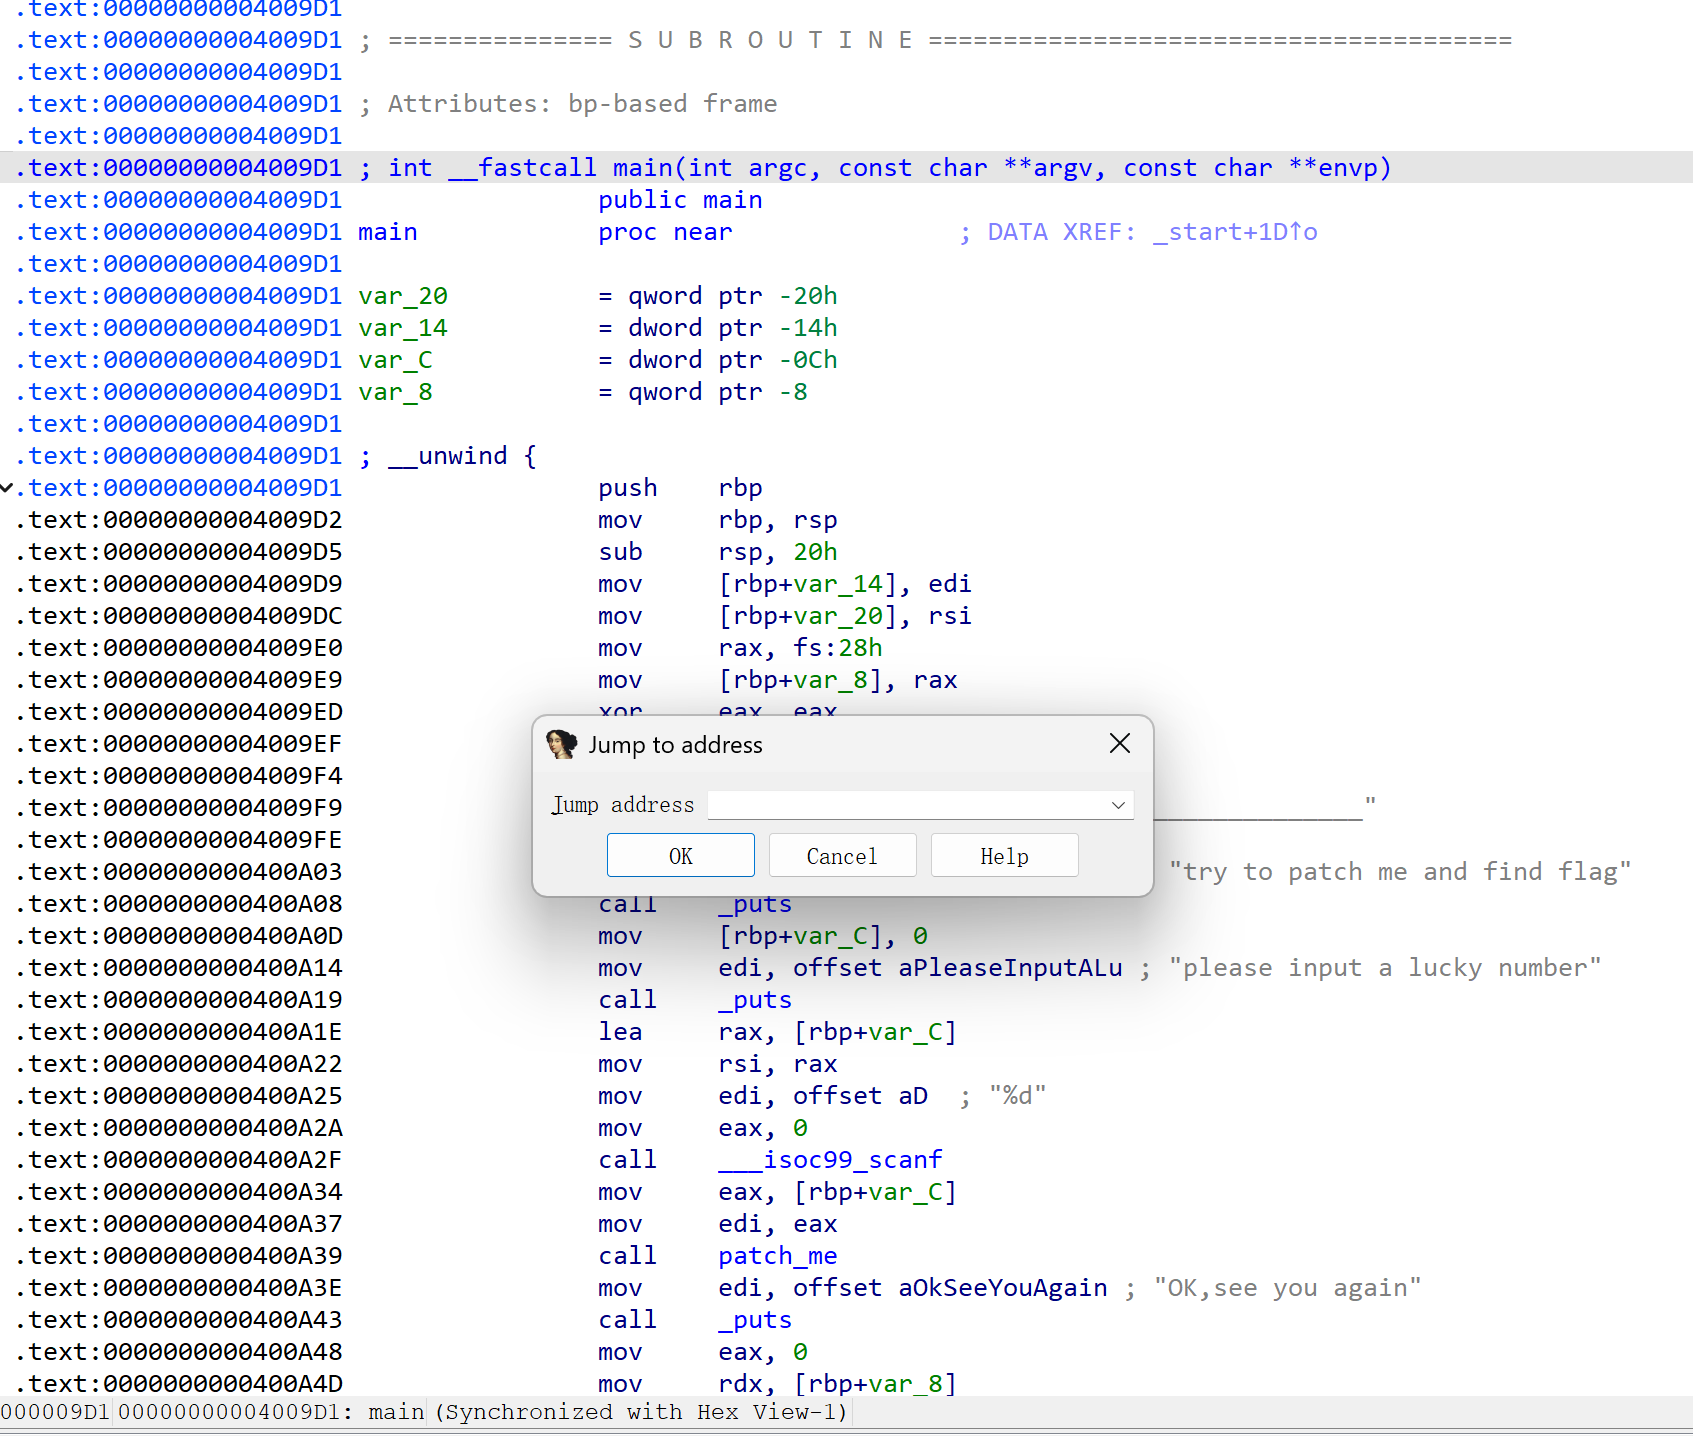 .text:00000000004009D1
.text:00000000004009D1 ; =============== S U B R O U T I N E =======================================
.text:00000000004009D1
.text:00000000004009D1 ; Attributes: bp-based frame
.text:00000000004009D1
.text:00000000004009D1 ; int __fastcall main(int argc, const char **argv, const char **envp)
.text:00000000004009D1                 public main
.text:00000000004009D1 main            proc near               ; DATA XREF: _start+1D↑o
.text:00000000004009D1
.text:00000000004009D1 var_20          = qword ptr -20h
.text:00000000004009D1 var_14          = dword ptr -14h
.text:00000000004009D1 var_C           = dword ptr -0Ch
.text:00000000004009D1 var_8           = qword ptr -8
.text:00000000004009D1
.text:00000000004009D1 ; __unwind {
.text:00000000004009D1                 push    rbp
.text:00000000004009D2                 mov     rbp, rsp
.text:00000000004009D5                 sub     rsp, 20h
.text:00000000004009D9                 mov     [rbp+var_14], edi
.text:00000000004009DC                 mov     [rbp+var_20], rsi
.text:00000000004009E0                 mov     rax, fs:28h
.text:00000000004009E9                 mov     [rbp+var_8], rax
.text:00000000004009ED                 xor     eax, eax
.text:00000000004009EF
.text:00000000004009F4
.text:00000000004009F9 ______________"
.text:00000000004009FE
.text:0000000000400A03 "try to patch me and find flag"
Jump to address
Jump address
OK
Cancel
Help
.text:0000000000400A08                 call    _puts
.text:0000000000400A0D                 mov     [rbp+var_C], 0
.text:0000000000400A14                 mov     edi, offset aPleaseInputALu ; "please input a lucky number"
.text:0000000000400A19                 call    _puts
.text:0000000000400A1E                 lea     rax, [rbp+var_C]
.text:0000000000400A22                 mov     rsi, rax
.text:0000000000400A25                 mov     edi, offset aD  ; "%d"
.text:0000000000400A2A                 mov     eax, 0
.text:0000000000400A2F                 call    ___isoc99_scanf
.text:0000000000400A34                 mov     eax, [rbp+var_C]
.text:0000000000400A37                 mov     edi, eax
.text:0000000000400A39                 call    patch_me
.text:0000000000400A3E                 mov     edi, offset aOkSeeYouAgain ; "OK,see you again"
.text:0000000000400A43                 call    _puts
.text:0000000000400A48                 mov     eax, 0
.text:0000000000400A4D                 mov     rdx, [rbp+var_8]
000009D1 00000000004009D1: main (Synchronized with Hex View-1)